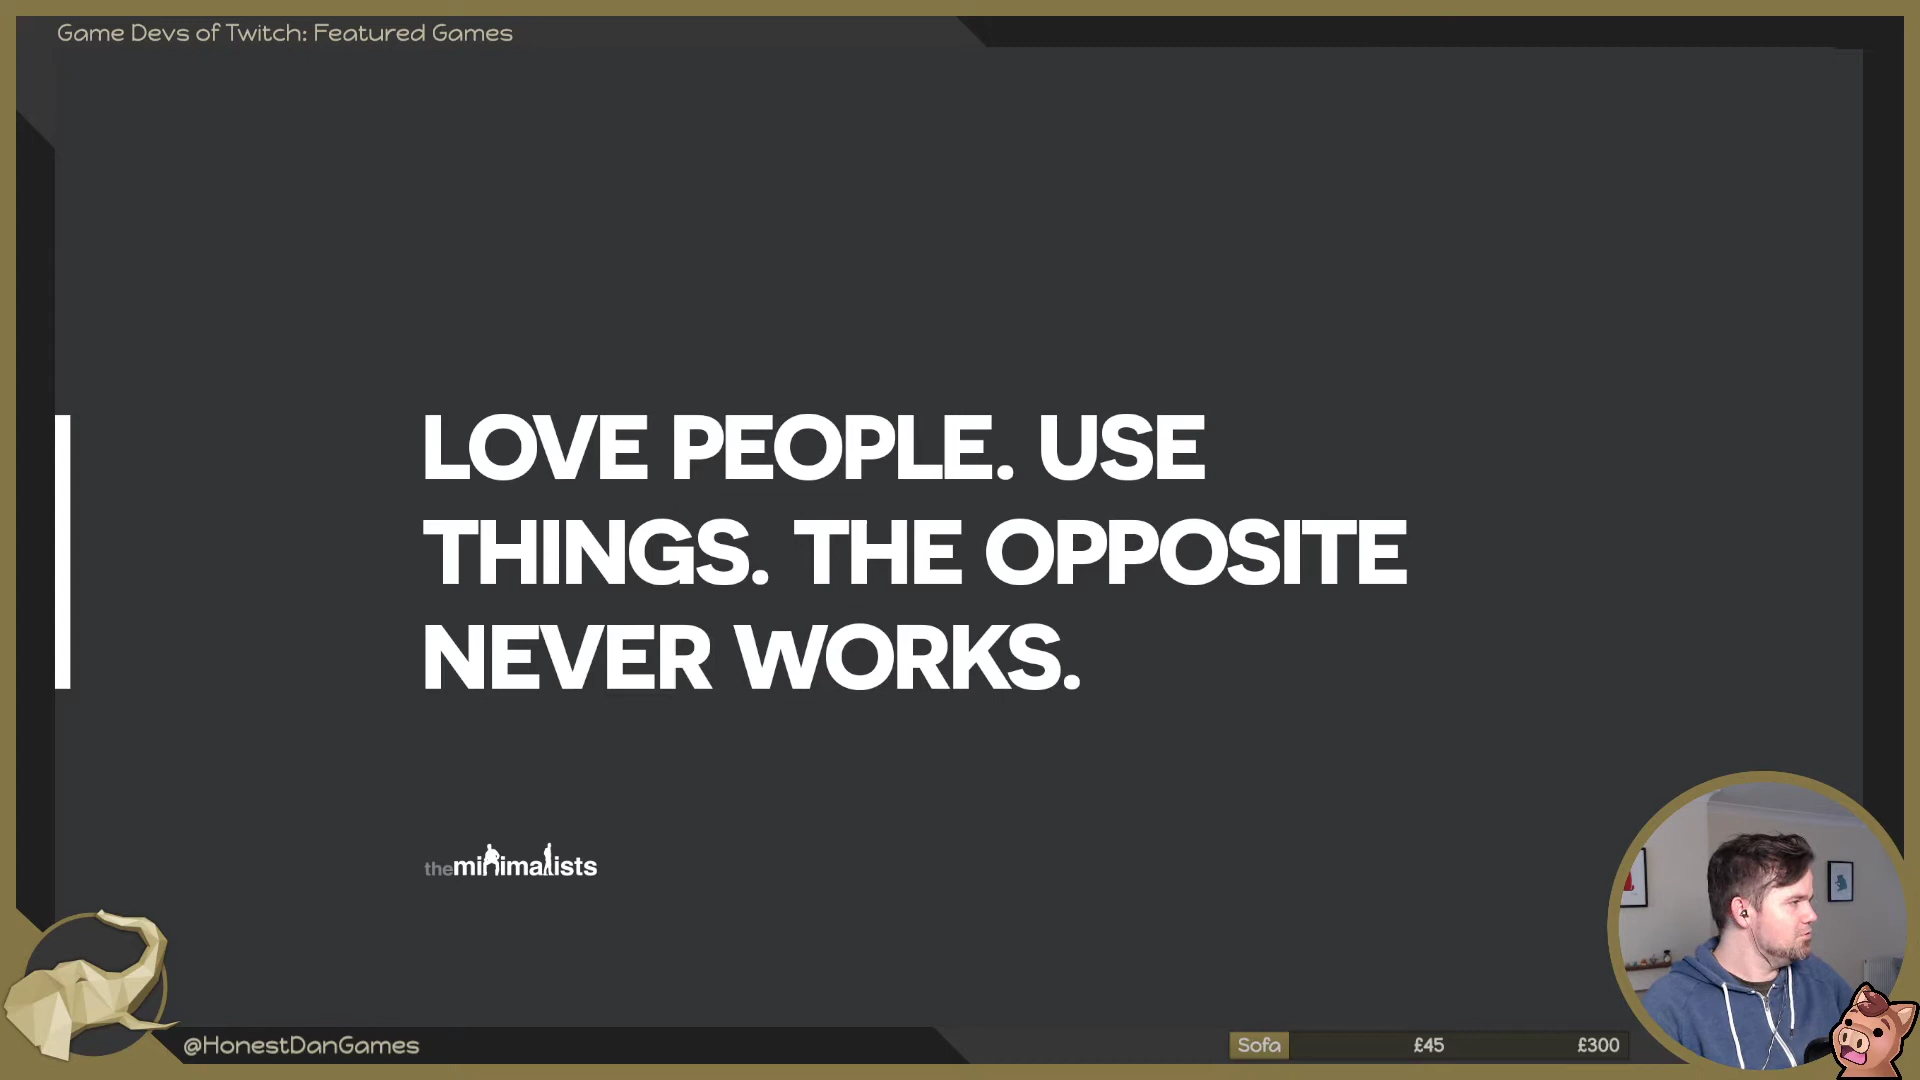 Game Devs of Twitch: Featured Games
LOVE PEOPLE. USE
THINGS. THE OPPOSITE
NEVER WORKS.
theminimalists
@HonestDanGames
Sofa £45 £300